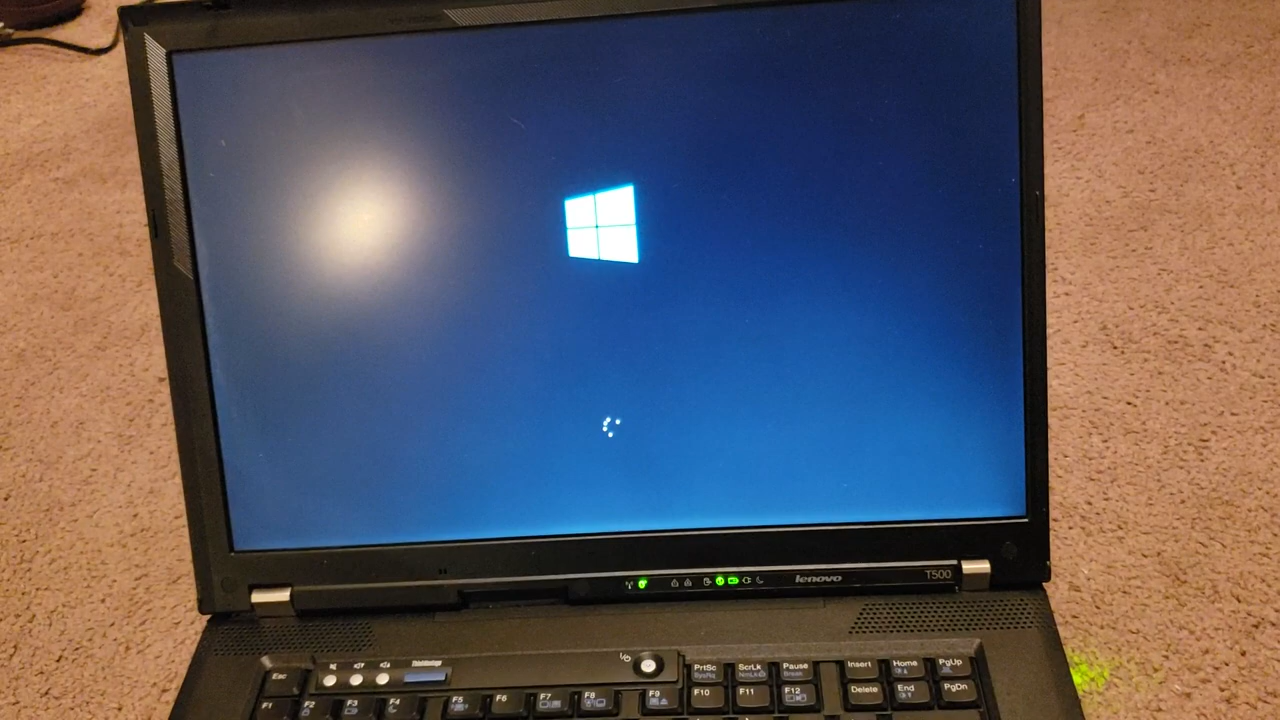 lenovo
T500
ThinkVantage
Esc
PrtSc
SysRq
ScrLk
NmLk
Pause
Break
Insert
Home
PgUp
F1
F2
F3
F4
F5
F6
F7
F8
F9
F10
F11
F12
Delete
End
PgDn